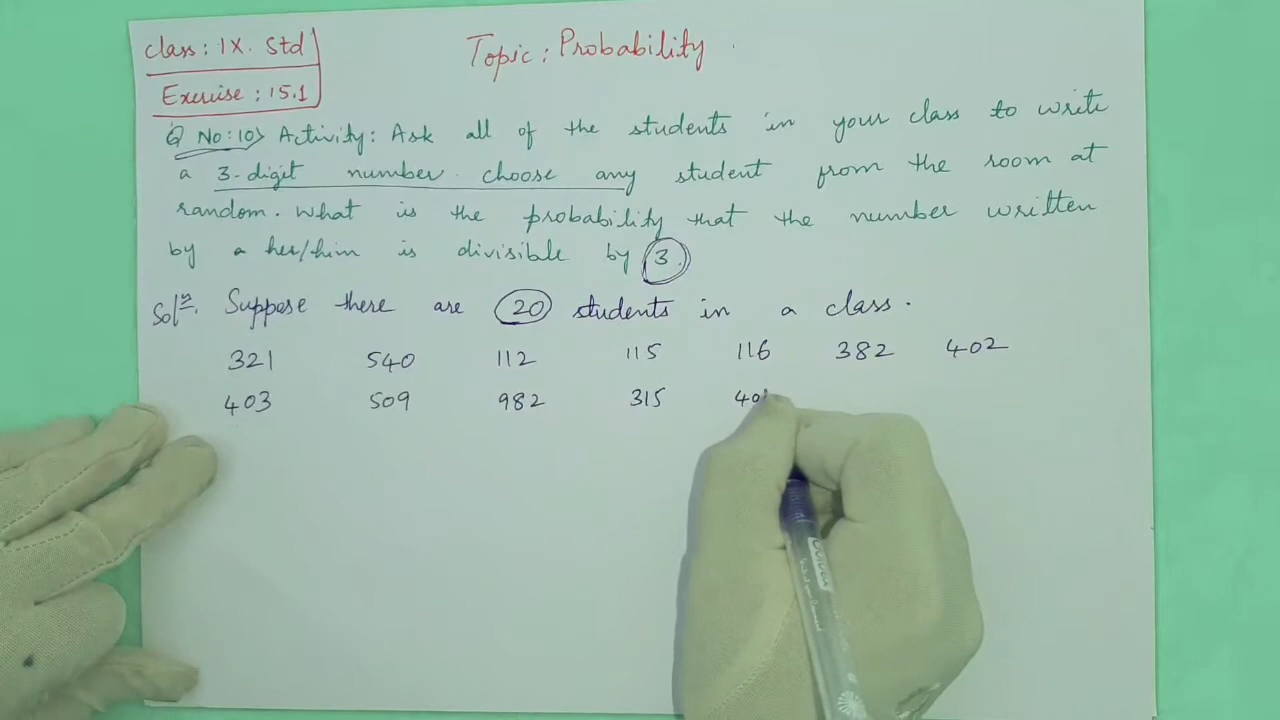 class: IX. Std
Topic: Probability
Exercise: 15.1
Q No:10) Activity: Ask all of the students in your class to write
a 3-digit number. choose any student from the room at
random. What is the probability that the number written
by a her/him is divisible by 3.
Solⁿ. Suppose there are 20 students in a class.
321 540 112 115 116 382 402
403 509 982 315